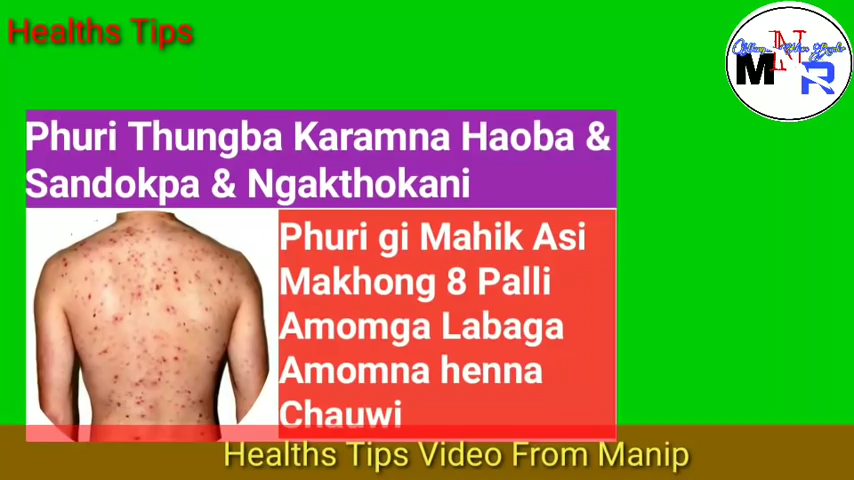 Healths Tips
M N R
Phuri Thungba Karamna Haoba &
Sandokpa & Ngakthokani
Phuri gi Mahik Asi
Makhong 8 Palli
Amomga Labaga
Amomna henna
Chauwi
Healths Tips Video From Manip